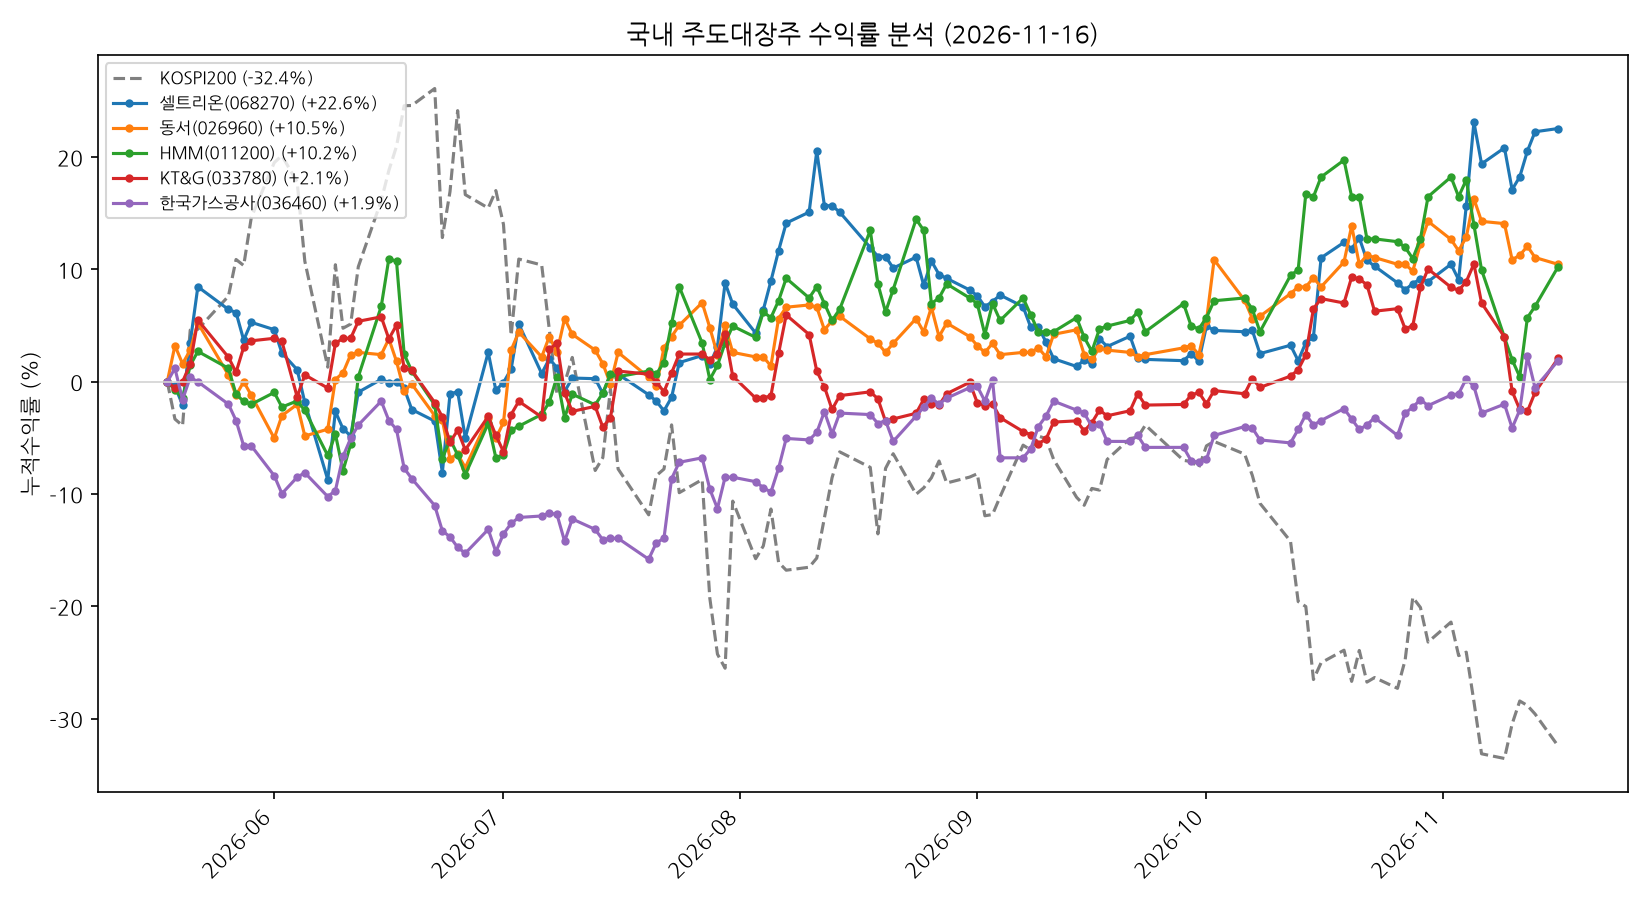 국내 주도대장주 수익률 분석 (2026-11-16)
KOSPI200 (-32.4%)
셀트리온(068270) (+22.6%)
동서(026960) (+10.5%)
HMM(011200) (+10.2%)
KT&G(033780) (+2.1%)
한국가스공사(036460) (+1.9%)
누적수익률 (%)
20
10
0
-10
-20
-30
2026-06
2026-07
2026-08
2026-09
2026-10
2026-11